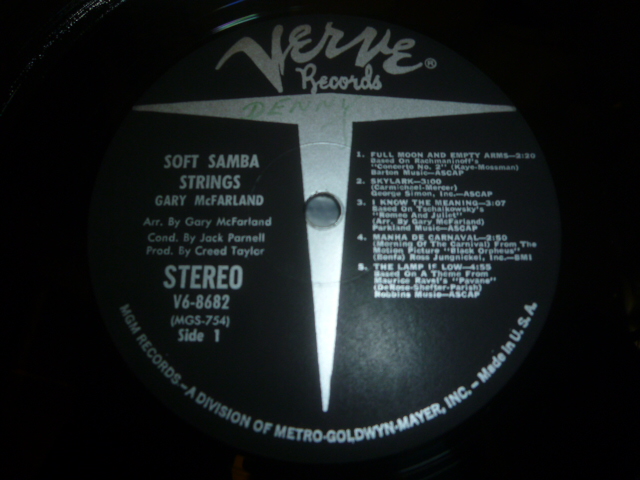 Verve®
Records
DENNY
SOFT SAMBA
STRINGS
GARY McFARLAND
Arr. By Gary McFarland
Cond. By Jack Parnell
Prod. By Creed Taylor
STEREO
V6-8682
(MGS-754)
Side 1
1. FULL MOON AND EMPTY ARMS—3:20
Based On Rachmaninoff's
"Concerto No. 2" (Kaye-Mossman)
Barton Music—ASCAP
2. SKYLARK—3:00
(Carmichael-Mercer)
George Simon, Inc.—ASCAP
3. I KNOW THE MEANING—3:07
Based On Tschaikowsky's
"Romeo And Juliet"
(Arr. By Gary McFarland)
Parkland Music—ASCAP
4. MANHA DE CARNAVAL—2:50
(Morning Of The Carnival) From The
Motion Picture "Black Orpheus"
(Bonfa) Ross Jungnickel, Inc.—BMI
5. THE LAMP IF LOW—4:55
Based On A Theme From
Maurice Ravel's "Pavane"
(DeRose-Shefter-Parish)
Robbins Music—ASCAP
MGM RECORDS—A DIVISION OF METRO-GOLDWYN-MAYER, INC. – Made in U.S.A.